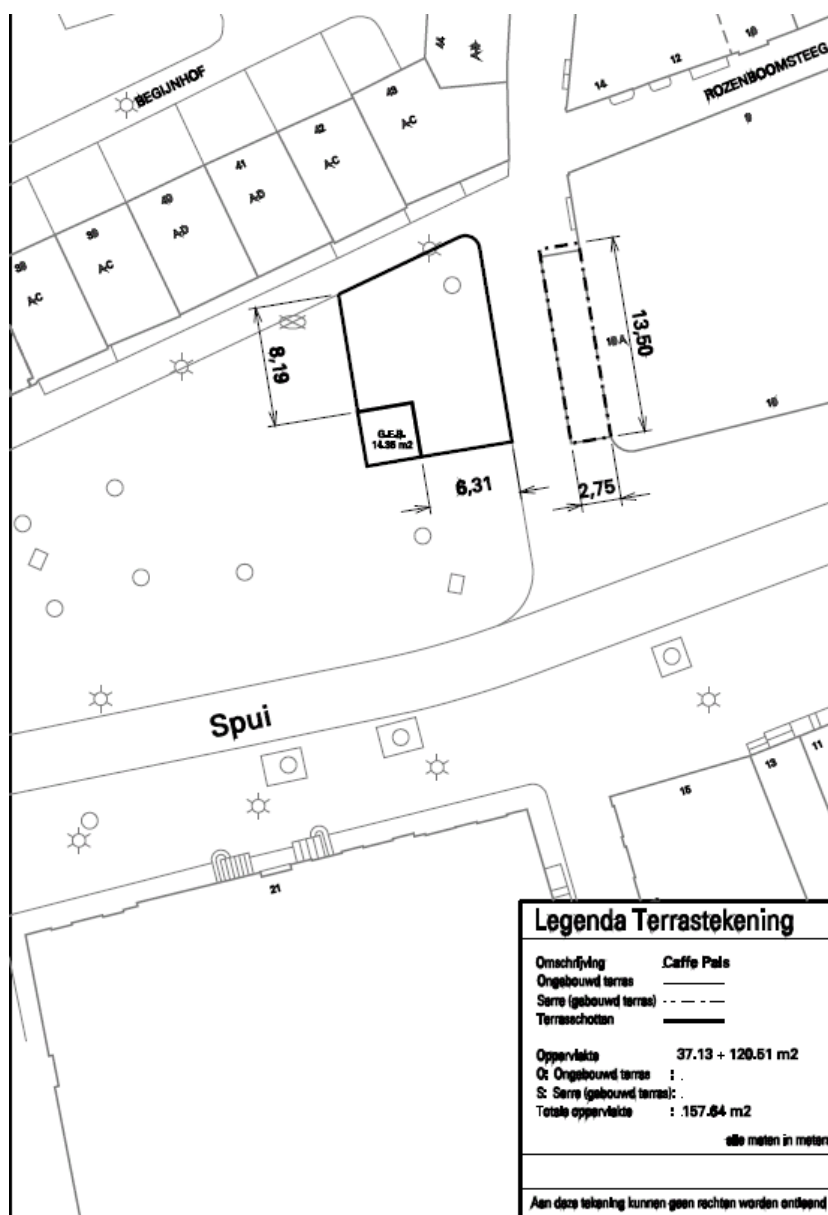 44
A-H
10
12
14
ROZENBOOMSTEEG
9
BEGIJNHOF
43
A-C
42
A-C
41
A-D
40
A-D
39
A-C
38
A-C
8,19
13,50
18A
16
G.E.B.
14.36 m2
6,31
2,75
Spui
11
13
15
21
Legenda Terrastekening
Omschrijving Caffe Pals
Ongebouwd terras
Serre (gebouwd terras)
Terrasschotten
Oppervlakte 37.13 + 120.51 m2
O: Ongebouwd terras : .
S: Serre (gebouwd terras): .
Totale oppervlakte : .157.64 m2
alle maten in meters
Aan deze tekening kunnen geen rechten worden ontleend